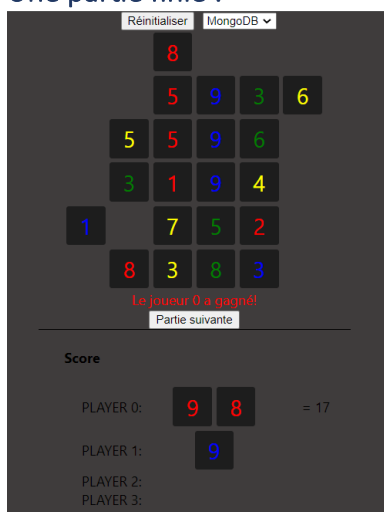 Une partie finie :
Réinitialiser MongoDB
8
5 9 3 6
5 5 9 6
3 1 9 4
1 7 5 2
8 3 8 3
Le joueur 0 a gagné!
Partie suivante
Score
PLAYER 0: 9 8 = 17
PLAYER 1: 9
PLAYER 2:
PLAYER 3: